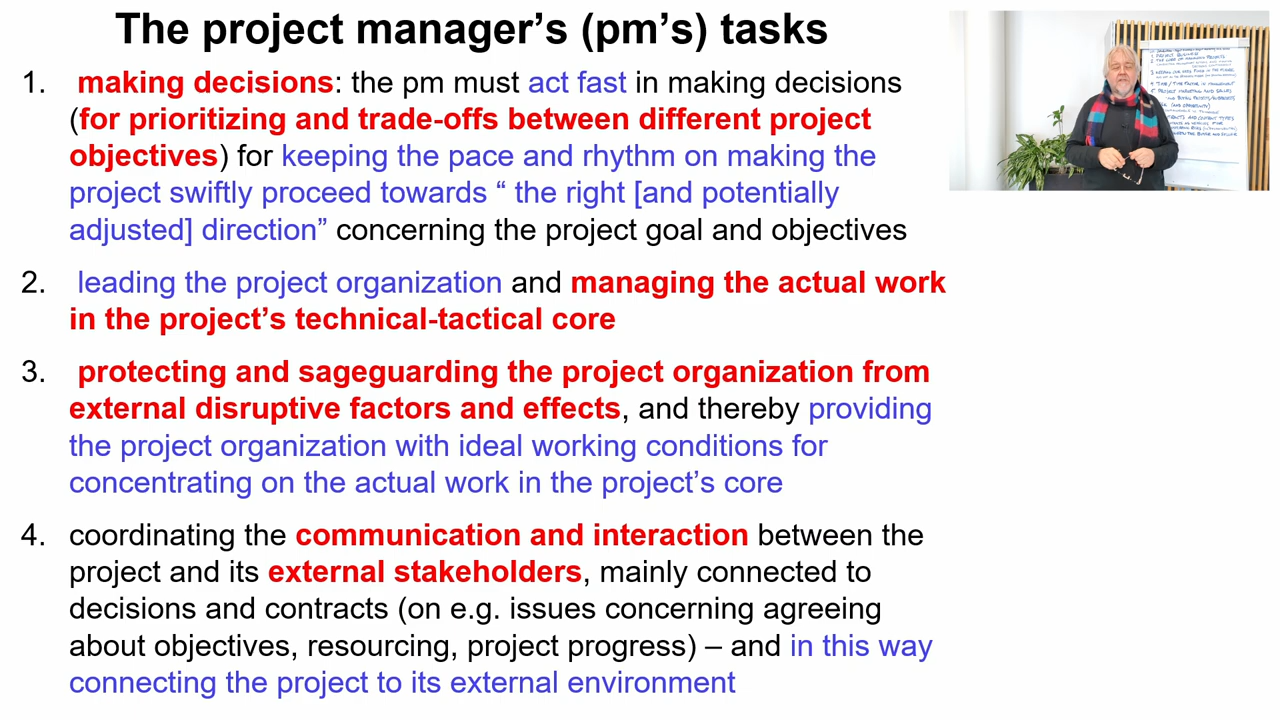 The project manager’s (pm’s) tasks
1. making decisions: the pm must act fast in making decisions
(for prioritizing and trade-offs between different project
objectives) for keeping the pace and rhythm on making the
project swiftly proceed towards “ the right [and potentially
adjusted] direction” concerning the project goal and objectives
2. leading the project organization and managing the actual work
in the project’s technical-tactical core
3. protecting and sageguarding the project organization from
external disruptive factors and effects, and thereby providing
the project organization with ideal working conditions for
concentrating on the actual work in the project’s core
4. coordinating the communication and interaction between the
project and its external stakeholders, mainly connected to
decisions and contracts (on e.g. issues concerning agreeing
about objectives, resourcing, project progress) – and in this way
connecting the project to its external environment
PROJECT BUSINESS